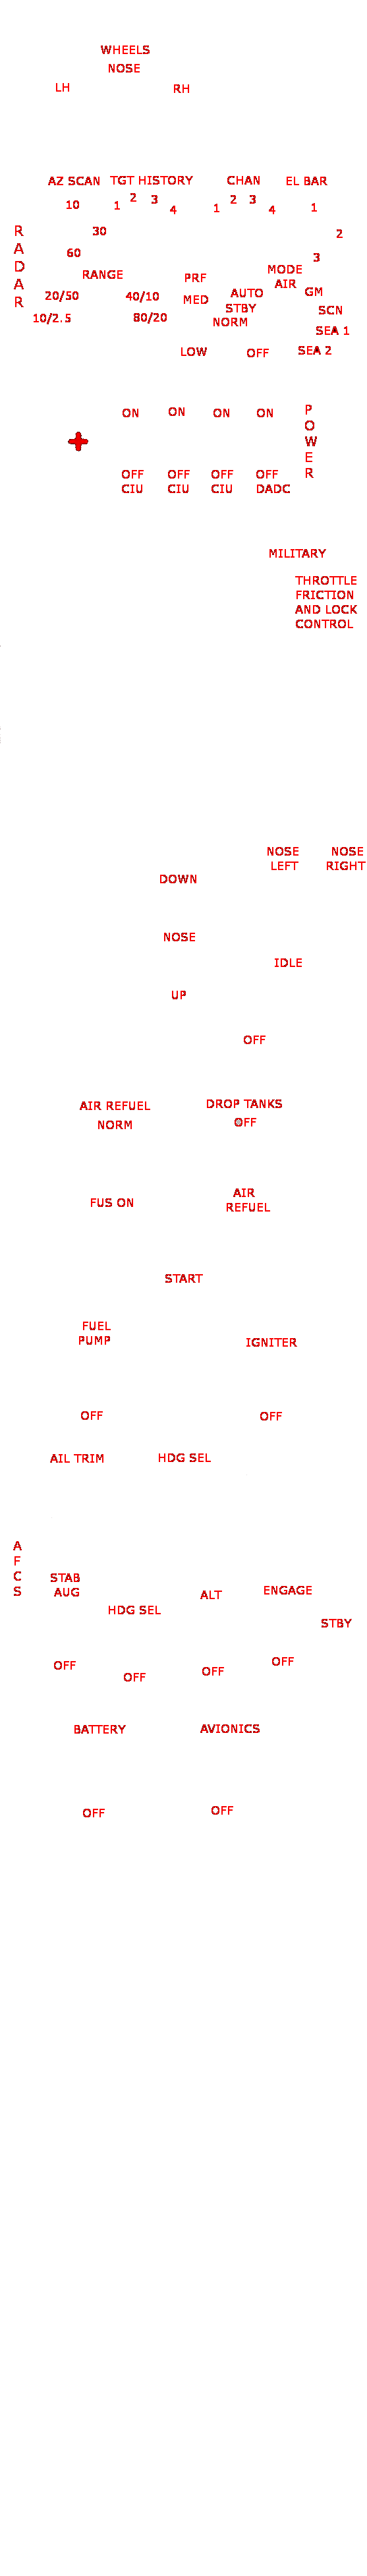 WHEELS
NOSE
LH RH
AZ SCAN TGT HISTORY CHAN EL BAR
10 1 2 3 4 1 2 3 4 1
RADAR
30 2
60 3
RANGE PRF MODE
AIR GM
20/50 40/10 MED AUTO
STBY SCN
10/2.5 80/20 NORM
SEA 1
LOW OFF SEA 2
ON ON ON ON
POWER
OFF OFF OFF OFF
CIU CIU CIU DADC
MILITARY
THROTTLE
FRICTION
AND LOCK
CONTROL
NOSE NOSE
LEFT RIGHT
DOWN
NOSE
IDLE
UP
OFF
AIR REFUEL DROP TANKS
NORM OFF
FUS ON AIR
REFUEL
START
FUEL
PUMP IGNITER
OFF OFF
AIL TRIM HDG SEL
AFCS
STAB
AUG ALT ENGAGE
HDG SEL
STBY
OFF OFF OFF OFF
BATTERY AVIONICS
OFF OFF